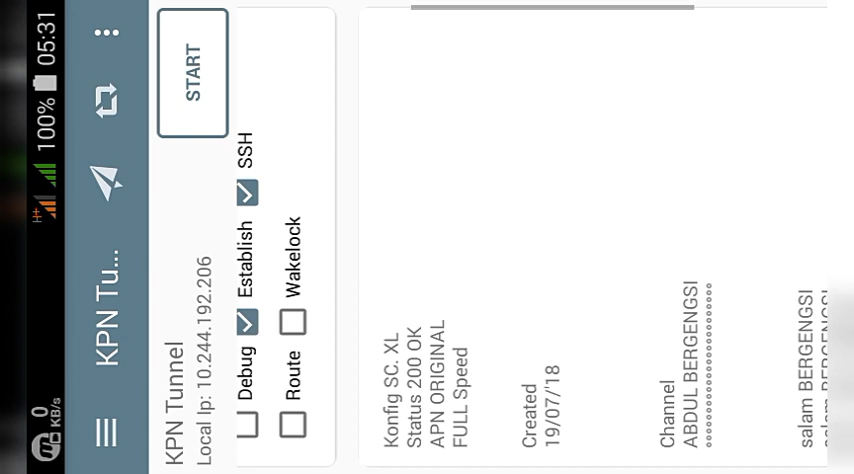 0
KB/s
H+
100%
05:31
KPN Tu...
KPN Tunnel
Local Ip: 10.244.192.206
START
Debug
Establish
SSH
Route
Wakelock
Konfig SC. XL
Status 200 OK
APN ORIGINAL
FULL Speed
Created
19/07/'18
Channel
ABDUL BERGENGSI
salam BERGENGSI
salam BERGENGSI